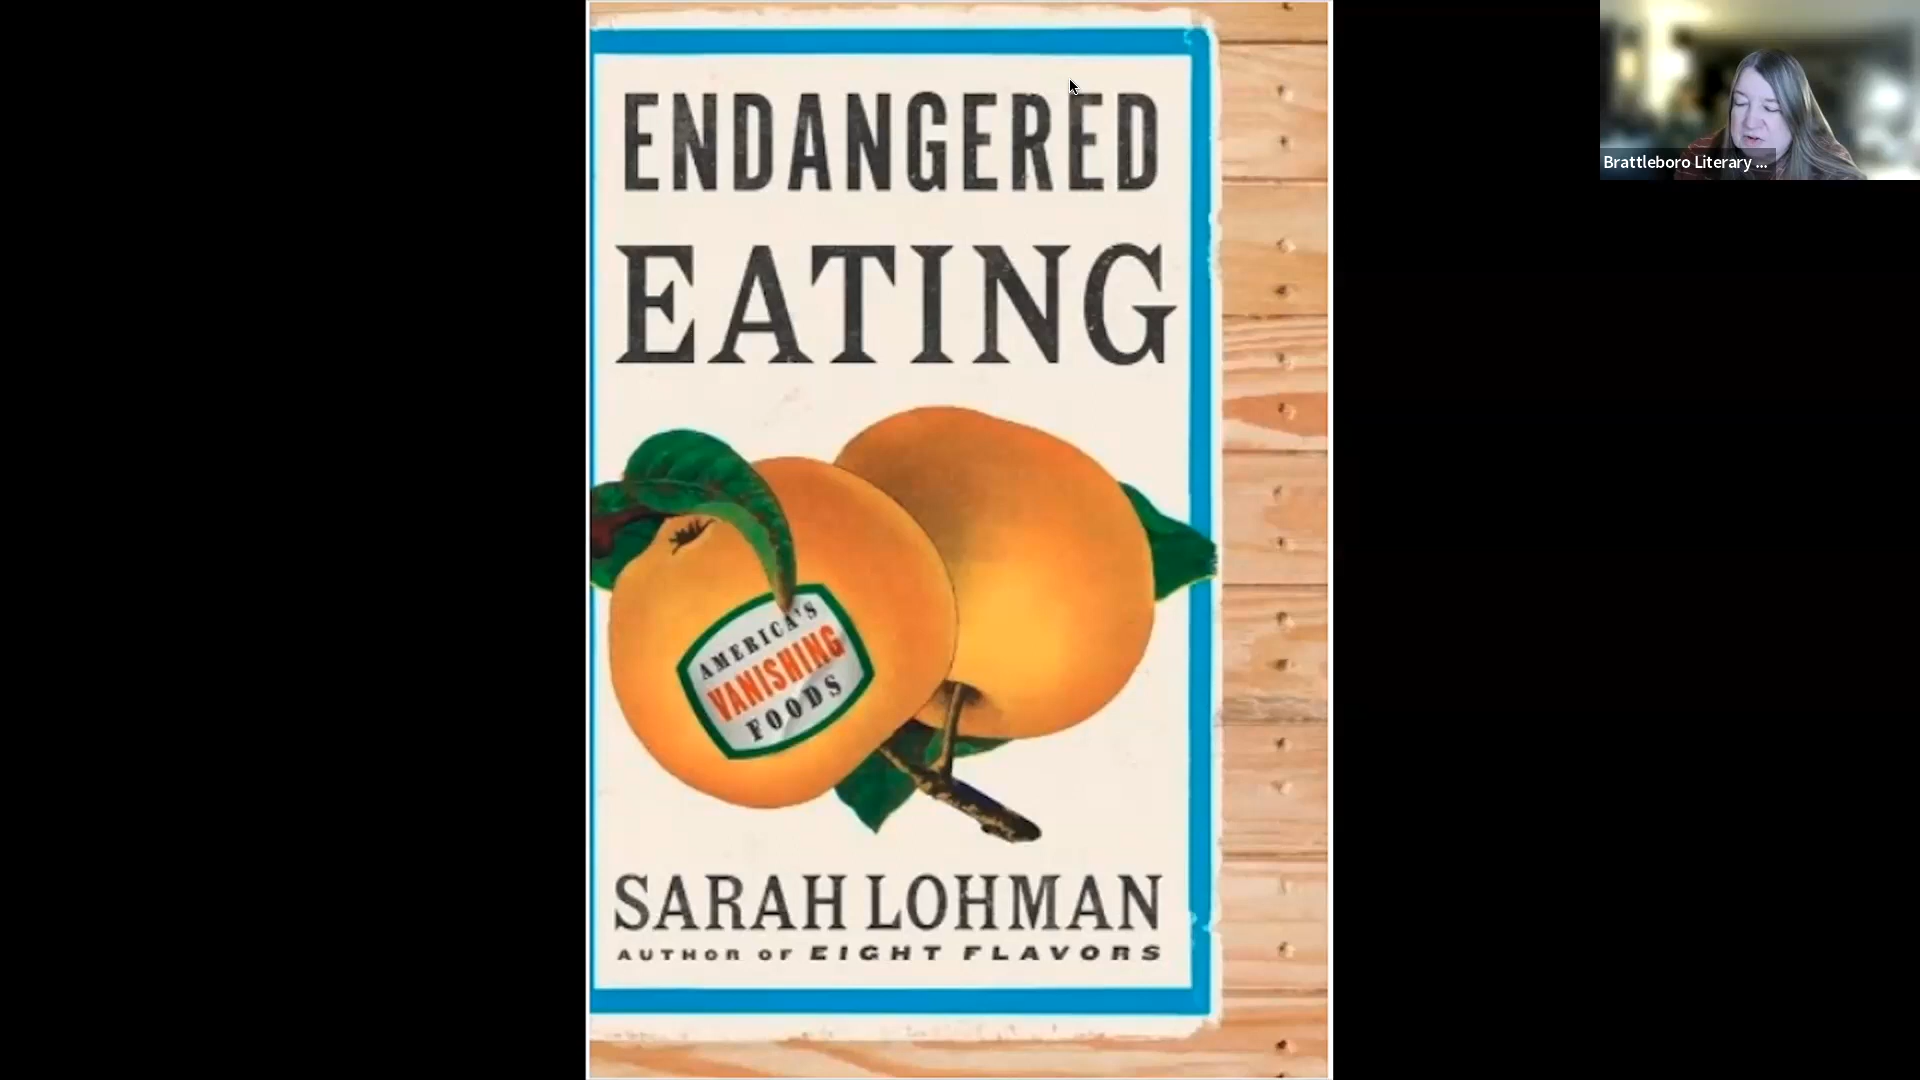 ENDANGERED
EATING
AMERICA'S
VANISHING
FOODS
SARAH LOHMAN
AUTHOR OF EIGHT FLAVORS
Brattleboro Literary ...